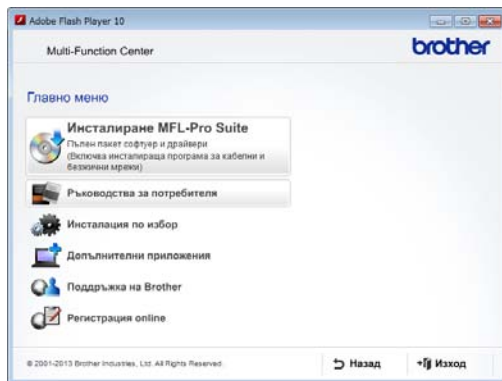 Adobe Flash Player 10
Multi-Function Center
brother
Главно меню
Инсталиране MFL-Pro Suite
Пълен пакет софтуер и драйвери
(Включва инсталираща програма за кабелни и
безжични мрежи)
Ръководства за потребителя
Инсталация по избор
Допълнителни приложения
Поддръжка на Brother
Регистрация online
© 2001-2013 Brother Industries, Ltd. All Rights Reserved.
Назад
Изход